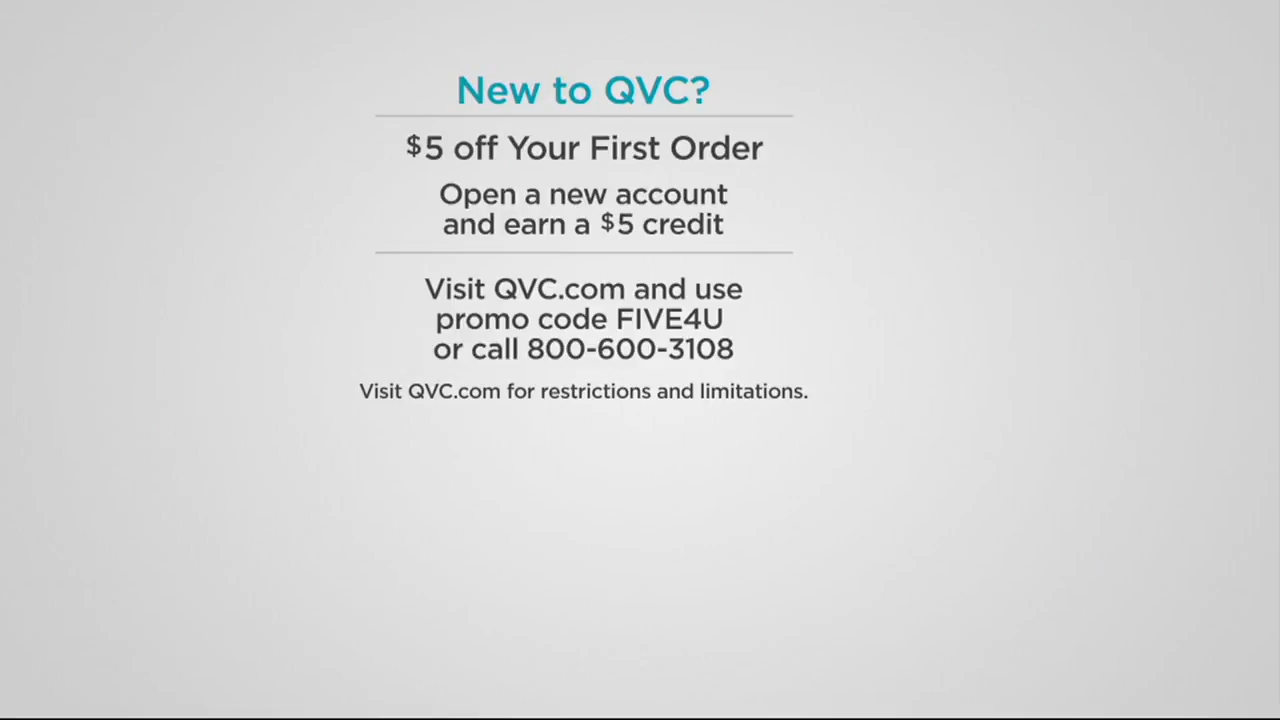 New to QVC?
$5 off Your First Order
Open a new account
and earn a $5 credit
Visit QVC.com and use
promo code FIVE4U
or call 800-600-3108
Visit QVC.com for restrictions and limitations.